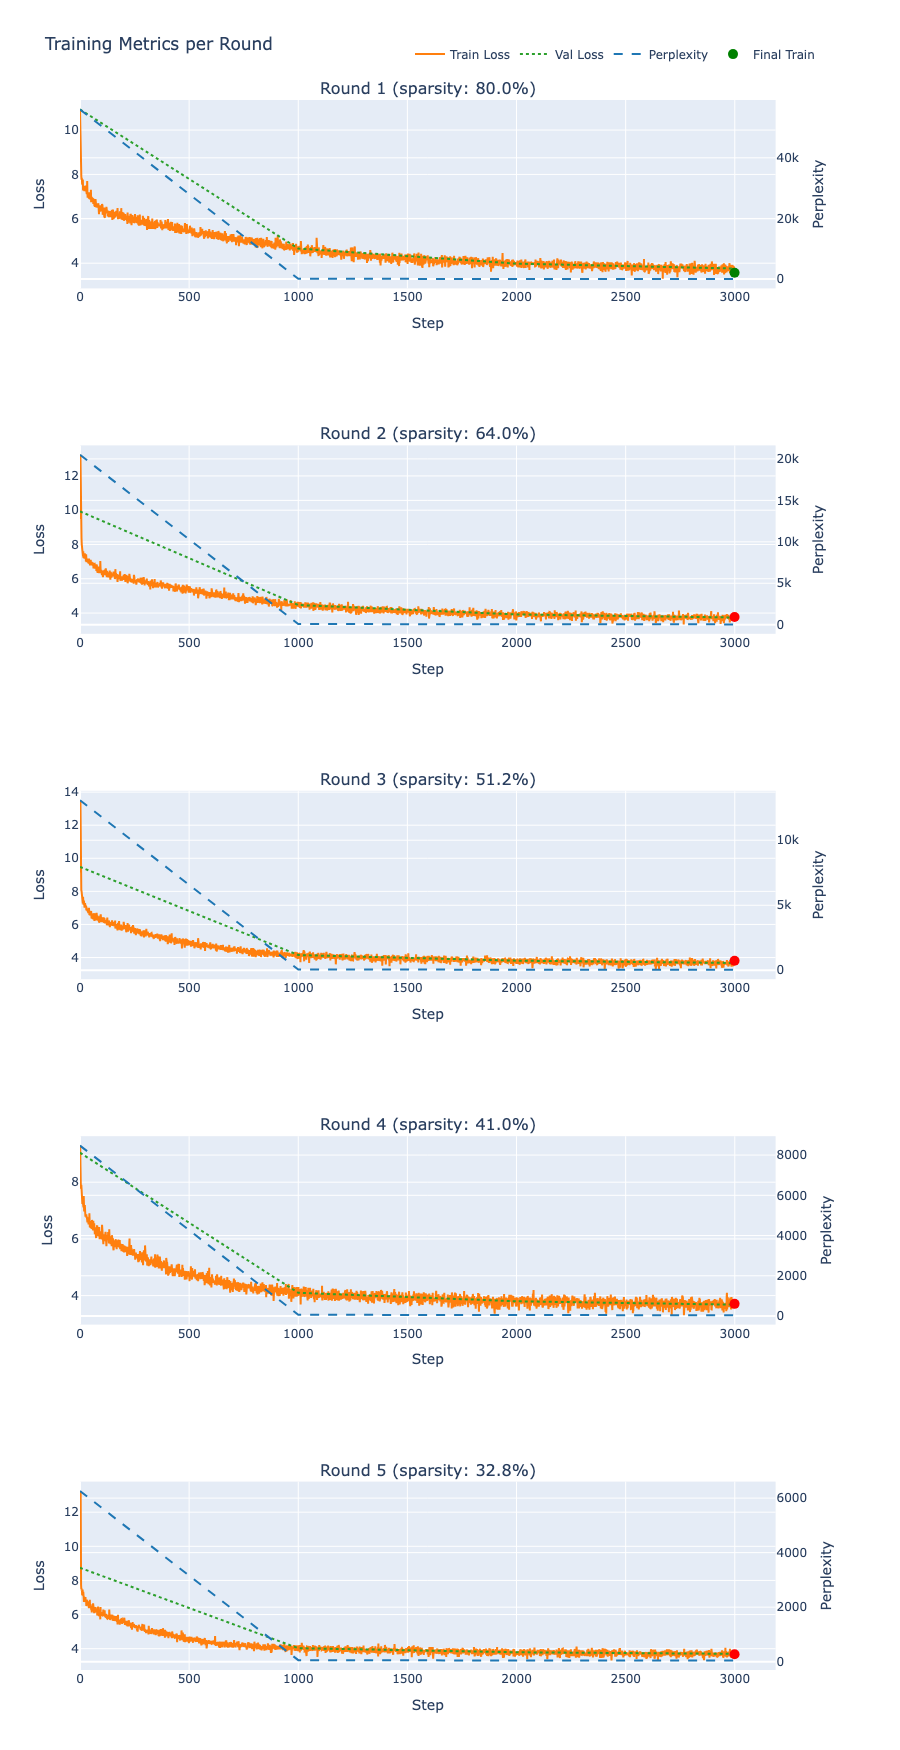 Training Metrics per Round
Train Loss Val Loss Perplexity Final Train
Round 1 (sparsity: 80.0%)
10
8
6
4
Loss
40k
20k
0
Perplexity
0 500 1000 1500 2000 2500 3000
Step
Round 2 (sparsity: 64.0%)
12
10
8
6
4
Loss
20k
15k
10k
5k
0
Perplexity
0 500 1000 1500 2000 2500 3000
Step
Round 3 (sparsity: 51.2%)
14
12
10
8
6
4
Loss
10k
5k
0
Perplexity
0 500 1000 1500 2000 2500 3000
Step
Round 4 (sparsity: 41.0%)
8
6
4
Loss
8000
6000
4000
2000
0
Perplexity
0 500 1000 1500 2000 2500 3000
Step
Round 5 (sparsity: 32.8%)
12
10
8
6
4
Loss
6000
4000
2000
0
Perplexity
0 500 1000 1500 2000 2500 3000
Step